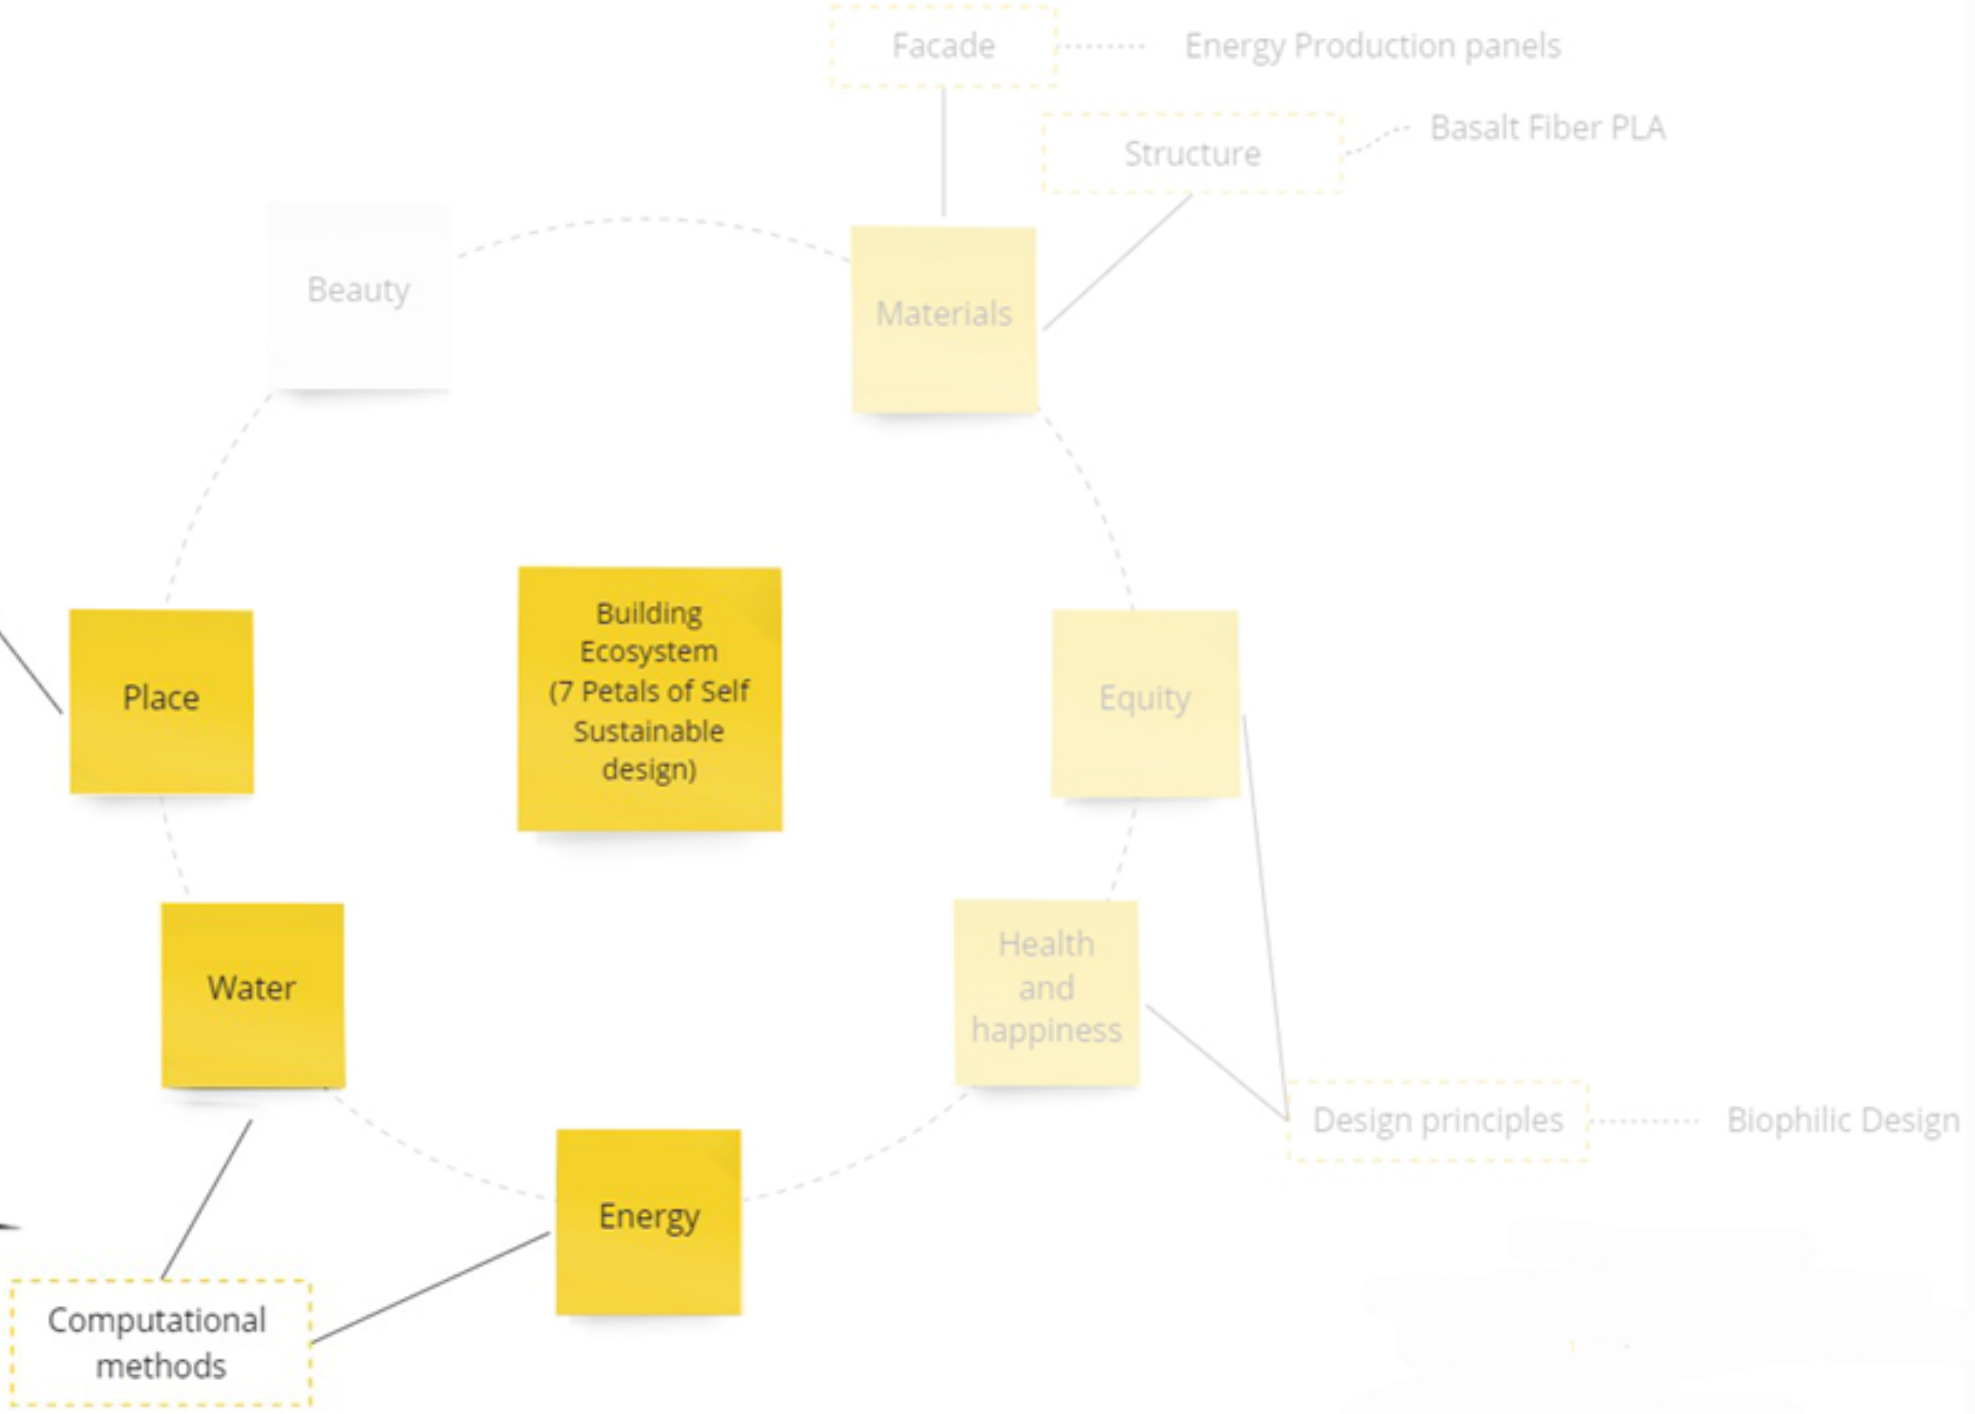 Facade
Energy Production panels
Structure
Basalt Fiber PLA
Beauty
Materials
Building
Ecosystem
(7 Petals of Self
Sustainable
design)
Place
Equity
Water
Health
and
happiness
Energy
Design principles
Biophilic Design
Computational
methods